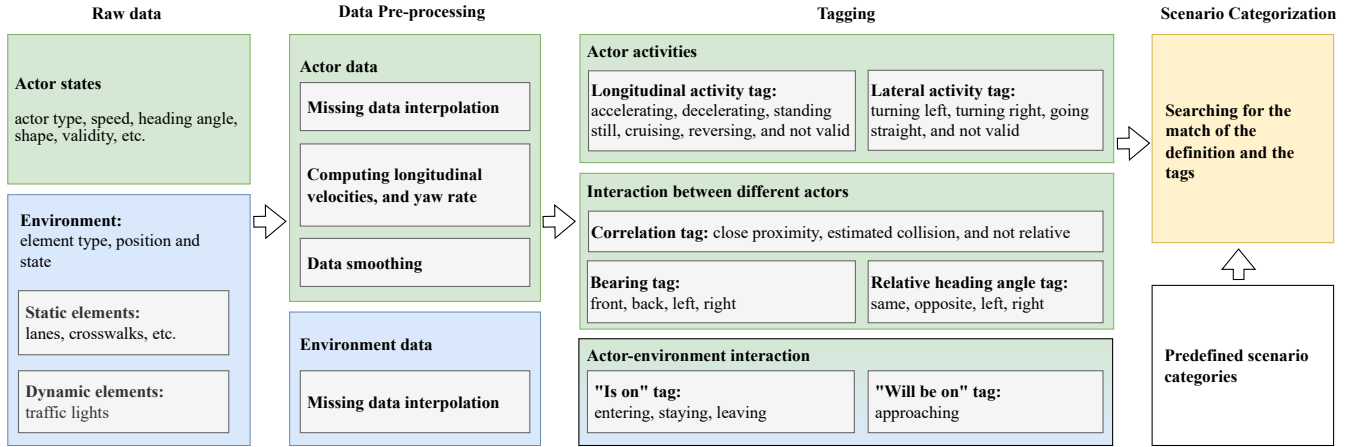 Raw data
Actor states
actor type, speed, heading angle,
shape, validity, etc.
Environment:
element type, position and
state
Static elements:
lanes, crosswalks, etc.
Dynamic elements:
traffic lights
Data Pre-processing
Actor data
Missing data interpolation
Computing longitudinal
velocities, and yaw rate
Data smoothing
Environment data
Missing data interpolation
Tagging
Actor activities
Longitudinal activity tag:
accelerating, decelerating, standing
still, cruising, reversing, and not valid
Lateral activity tag:
turning left, turning right, going
straight, and not valid
Interaction between different actors
Correlation tag: close proximity, estimated collision, and not relative
Bearing tag:
front, back, left, right
Relative heading angle tag:
same, opposite, left, right
Actor-environment interaction
"Is on" tag:
entering, staying, leaving
"Will be on" tag:
approaching
Scenario Categorization
Searching for the
match of the
definition and the
tags
Predefined scenario
categories